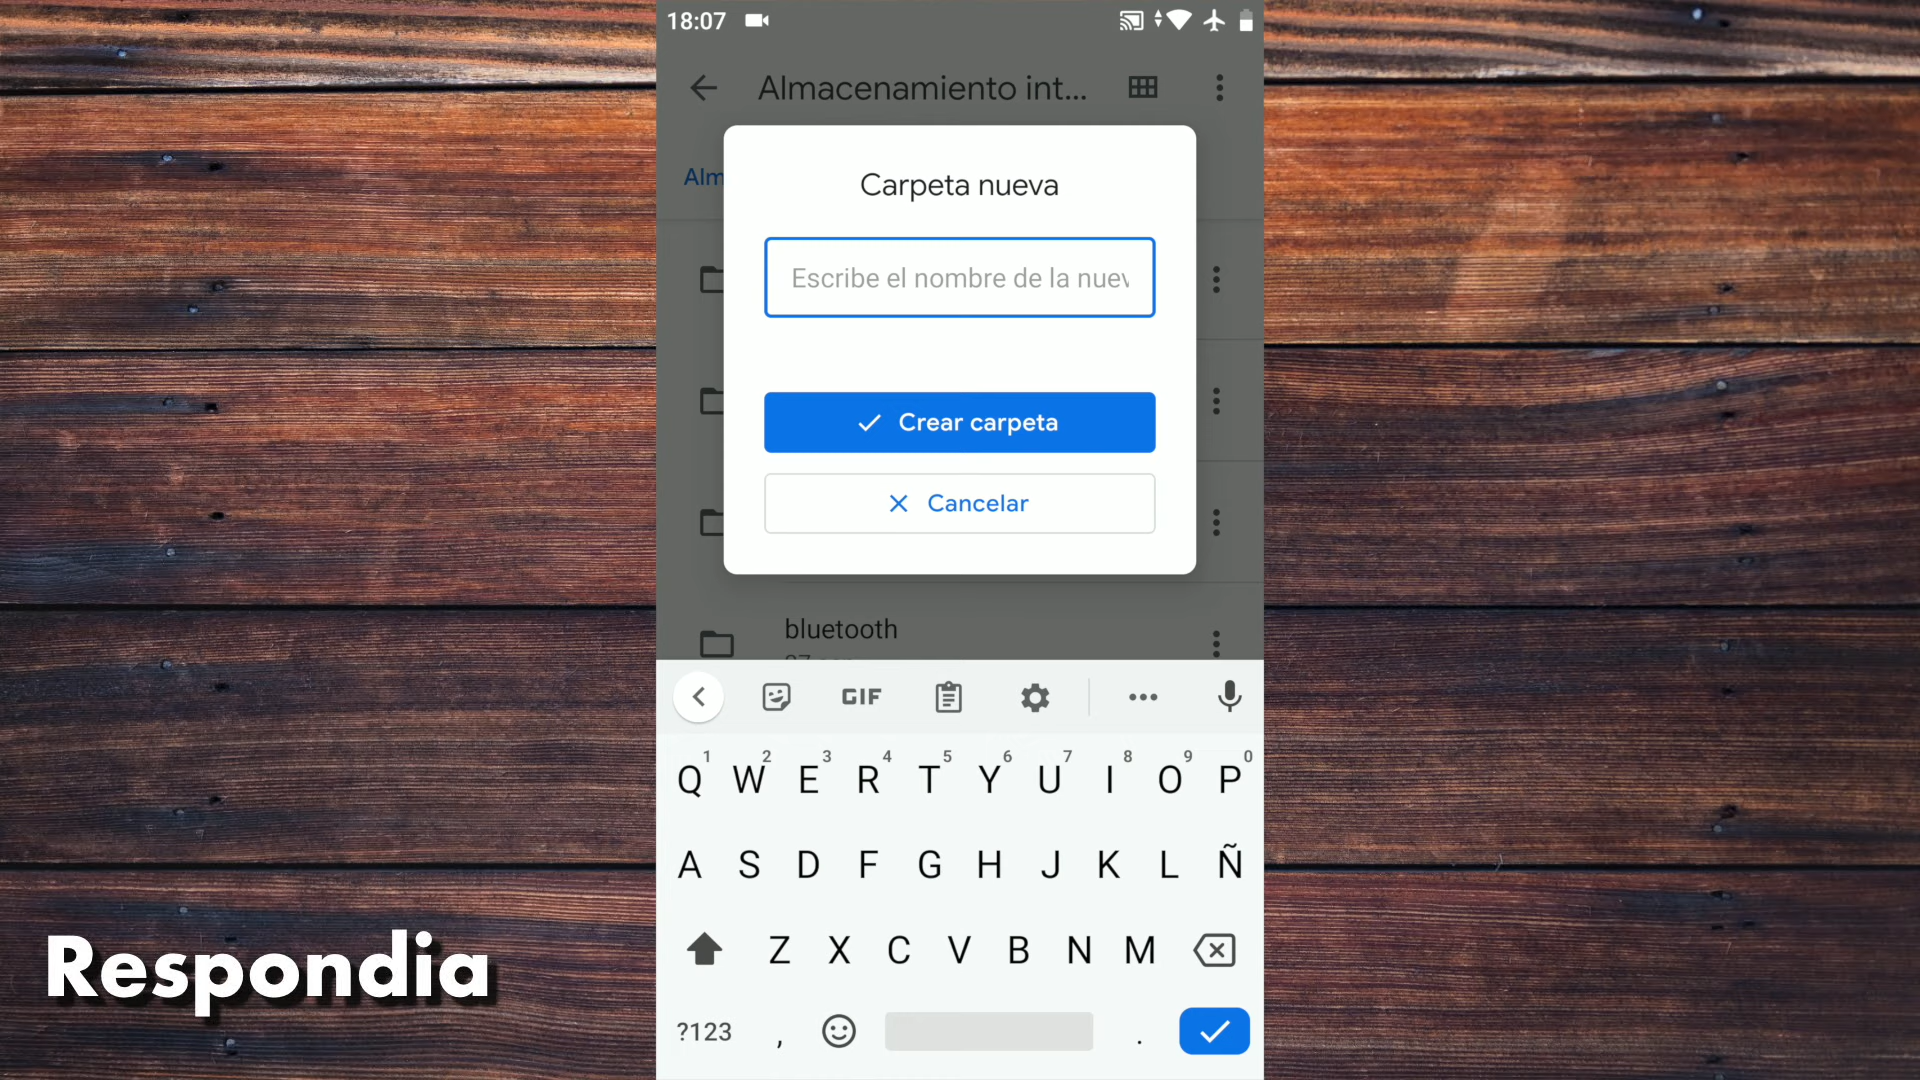 18:07
Almacenamiento int...
Alm
Carpeta nueva
Escribe el nombre de la nuev
Crear carpeta
Cancelar
bluetooth
GIF
1 2 3 4 5 6 7 8 9 0
Q W E R T Y U I O P
A S D F G H J K L Ñ
Z X C V B N M
?123 , .
Respondia